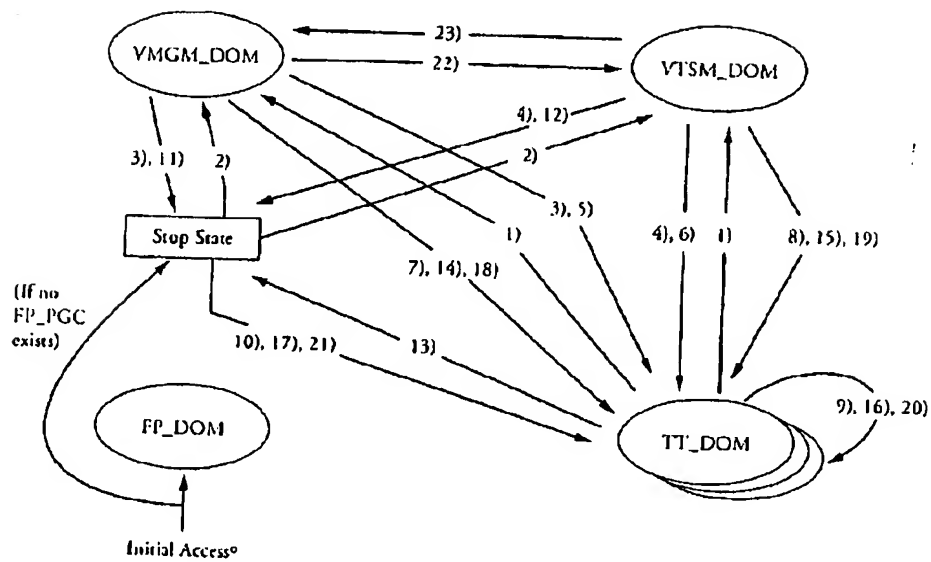 23)
VMGM_DOM
22)
VTSM_DOM
4), 12)
3), 11)
2)
2)
3), 5)
Stop State
1)
4), 6)
1)
8), 15), 19)
7), 14), 18)
(If no
FP_PGC
exists)
10), 17), 21)
13)
9), 16), 20)
FP_DOM
TT_DOM
Initial Access°